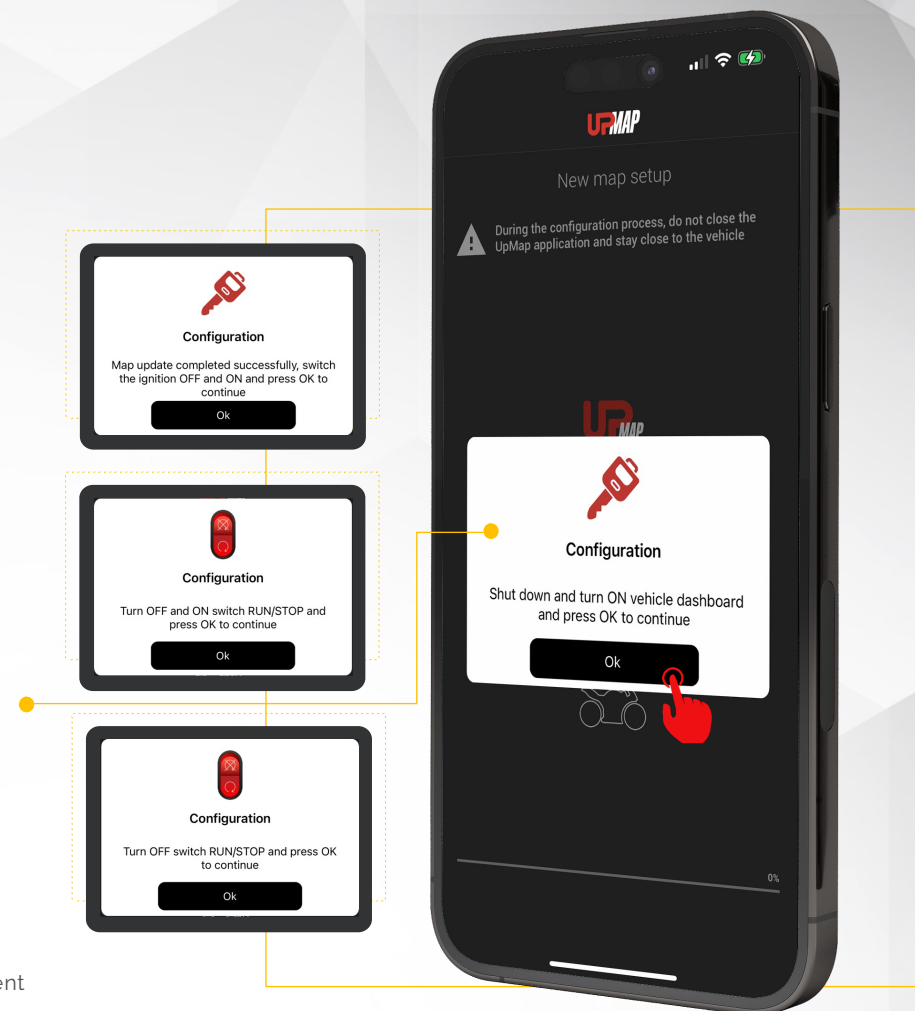 UPMAP
New map setup
During the configuration process, do not close the
UpMap application and stay close to the vehicle
UPMAP
Configuration
Shut down and turn ON vehicle dashboard
and press OK to continue
Ok
0%
Configuration
Map update completed successfully, switch
the ignition OFF and ON and press OK to
continue
Ok
Configuration
Turn OFF and ON switch RUN/STOP and
press OK to continue
Ok
Configuration
Turn OFF switch RUN/STOP and press OK
to continue
Ok